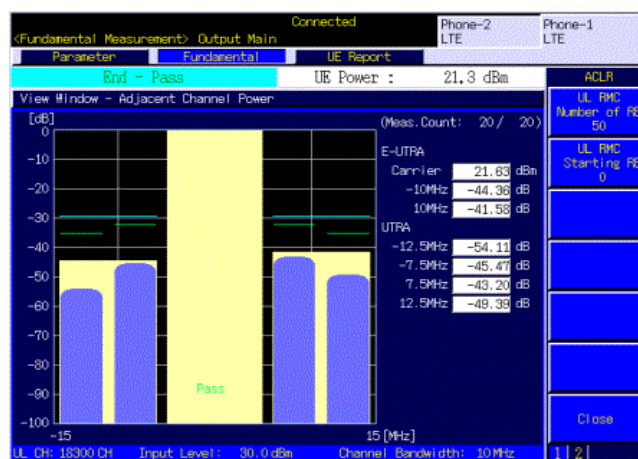 Connected
Phone-2 LTE
Phone-1 LTE
<Fundamental Measurement> Output Main
Parameter Fundamental UE Report
End - Pass UE Power : 21.3 dBm
ACLR
View Window - Adjacent Channel Power
UL RMC
Number of RB
50
UL RMC
Starting RB
0
Close
1 2
[dB]
0
-10
-20
-30
-40
-50
-60
-70
-80
-90
-100
Pass
-15 15 [MHz]
(Meas.Count: 20 / 20)
E-UTRA
Carrier 21.63 dBm
-10MHz -44.36 dB
10MHz -41.58 dB
UTRA
-12.5MHz -54.11 dB
-7.5MHz -45.47 dB
7.5MHz -43.20 dB
12.5MHz -49.39 dB
UL CH: 18300 CH Input Level: 30.0 dBm Channel Bandwidth: 10 MHz